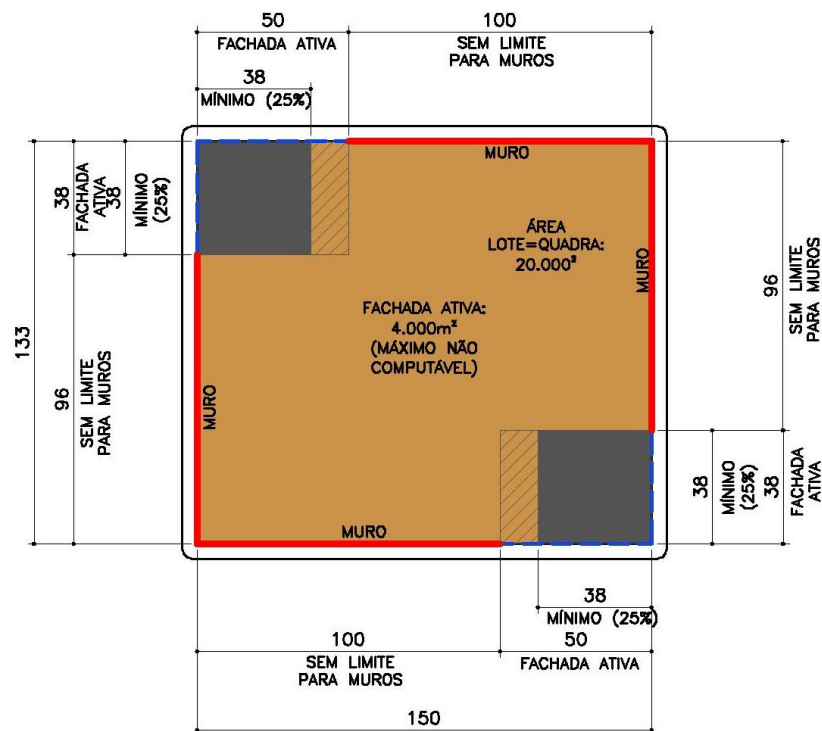 50
100
FACHADA ATIVA
SEM LIMITE
PARA MUROS
38
MÍNIMO (25%)
MURO
38
FACHADA
ATIVA
38
MÍNIMO
(25%)
ÁREA
LOTE=QUADRA:
20.000²
MURO
96
SEM LIMITE
PARA MUROS
FACHADA ATIVA:
4.000m²
(MÁXIMO NÃO
COMPUTÁVEL)
133
96
SEM LIMITE
PARA MUROS
MURO
38
MÍNIMO
(25%)
38
FACHADA
ATIVA
MURO
38
MÍNIMO (25%)
100
50
SEM LIMITE
PARA MUROS
FACHADA ATIVA
150